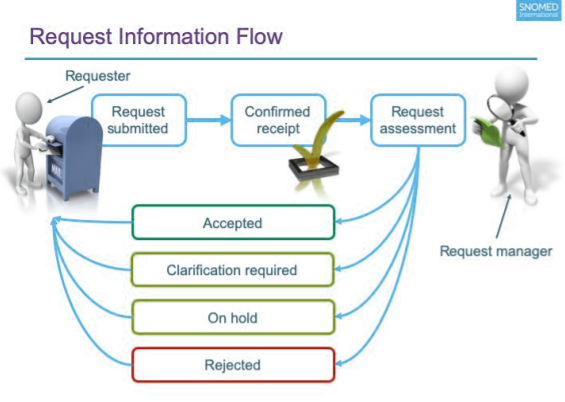 SNOMED
International
Request Information Flow
Requester
Request
submitted
Confirmed
receipt
Request
assessment
Accepted
Request manager
Clarification required
On hold
Rejected